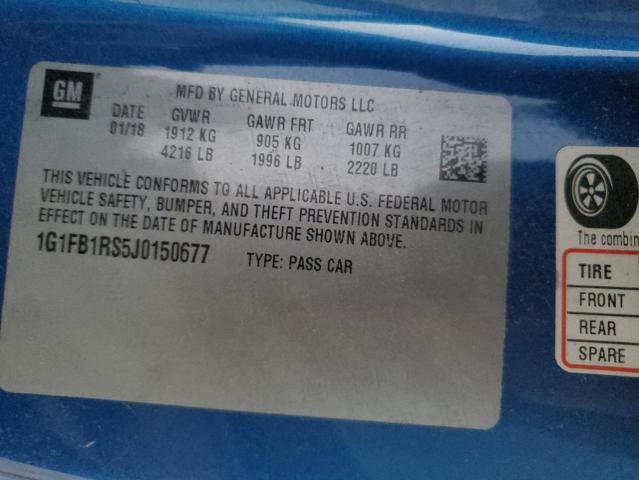 GM
MFD BY GENERAL MOTORS LLC
DATE GVWR GAWR FRT GAWR RR
01/18 1912 KG 905 KG 1007 KG
4216 LB 1996 LB 2220 LB
THIS VEHICLE CONFORMS TO ALL APPLICABLE U.S. FEDERAL MOTOR
VEHICLE SAFETY, BUMPER, AND THEFT PREVENTION STANDARDS IN
EFFECT ON THE DATE OF MANUFACTURE SHOWN ABOVE.
1G1FB1RS5J0150677 TYPE: PASS CAR
The combin
TIRE
FRONT
REAR
SPARE